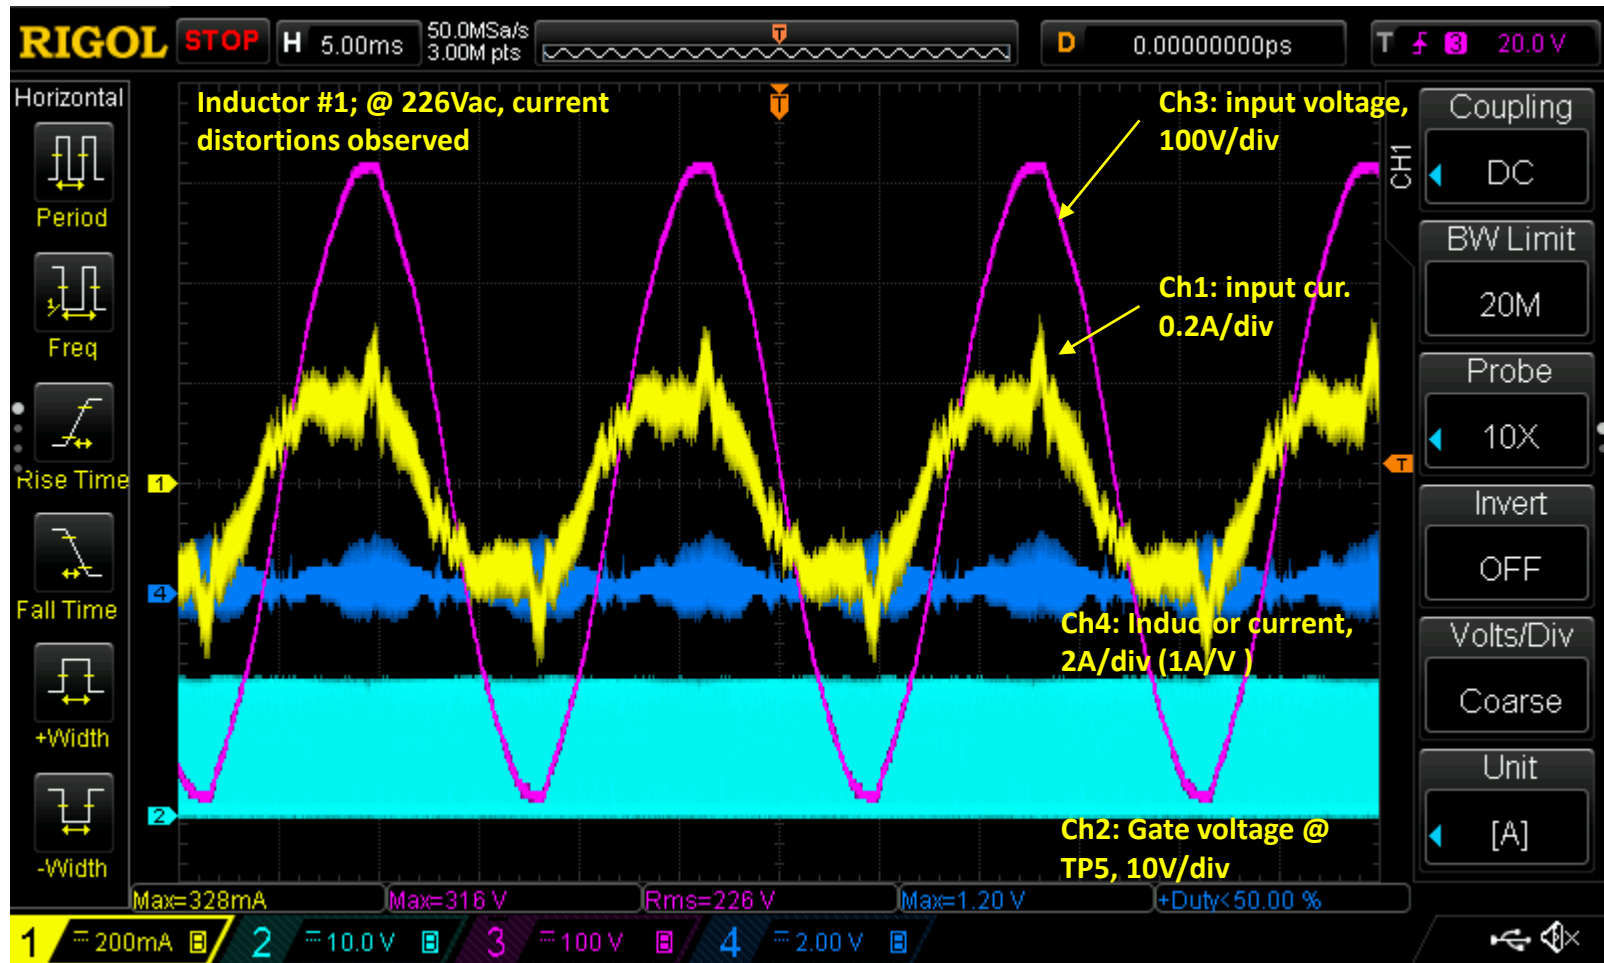 RIGOL STOP H 5.00ms 50.0MSa/s 3.00M pts T D 0.00000000ps T 3 20.0 V
Horizontal
Period
Freq
Rise Time
Fall Time
+Width
-Width
Inductor #1; @ 226Vac, current
distortions observed
Ch3: input voltage,
100V/div
Ch1: input cur.
0.2A/div
Ch4: Inductor current,
2A/div (1A/V )
Ch2: Gate voltage @
TP5, 10V/div
1
4
2
T
CH1
Coupling
DC
BW Limit
20M
Probe
10X
Invert
OFF
Volts/Div
Coarse
Unit
[A]
Max=328mA Max=316 V Rms=226 V Max=1.20 V +Duty<50.00 %
1 200mA B 2 10.0 V B 3 100 V B 4 2.00 V B